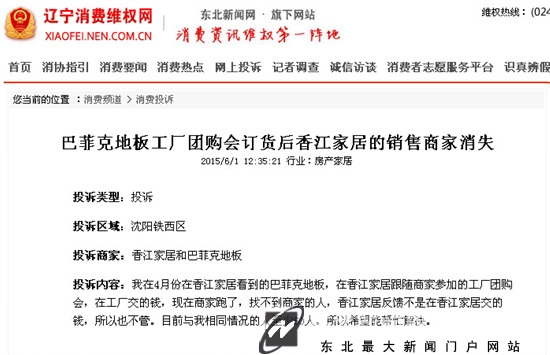 辽宁消费维权网
XIAOFEI.NEN.COM.CN
东北新闻网 · 旗下网站
消费资讯维权第一阵地
维权热线： (024
首页 消协指引 消费要闻 消费热点 网上投诉 记者调查 诚信访谈 消费者志愿服务平台 识真辨假
您当前的位置 ：消费频道 > 消费投诉
巴菲克地板工厂团购会订货后香江家居的销售商家消失
2015/6/1 12:35:21 行业：房产家居
投诉类型：投诉
投诉区域：沈阳铁西区
投诉商家：香江家居和巴菲克地板
投诉内容：我在4月份在香江家居看到的巴菲克地板，在香江家居跟随商家参加的工厂团购
会，在工厂交的钱，现在商家跑了，找不到商家的人，香江家居反馈不是在香江家居交的
钱，所以也不管。目前与我相同情况的人 人。所以希望能帮忙解决。
东北最大新闻门户网站